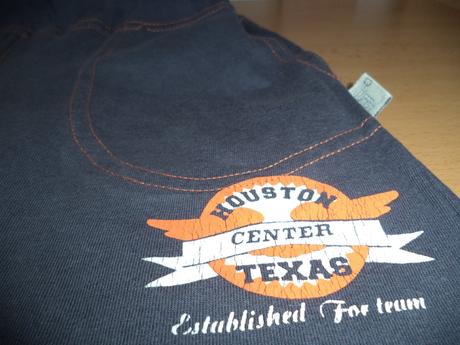 HOUSTON
CENTER
TEXAS
Established For team